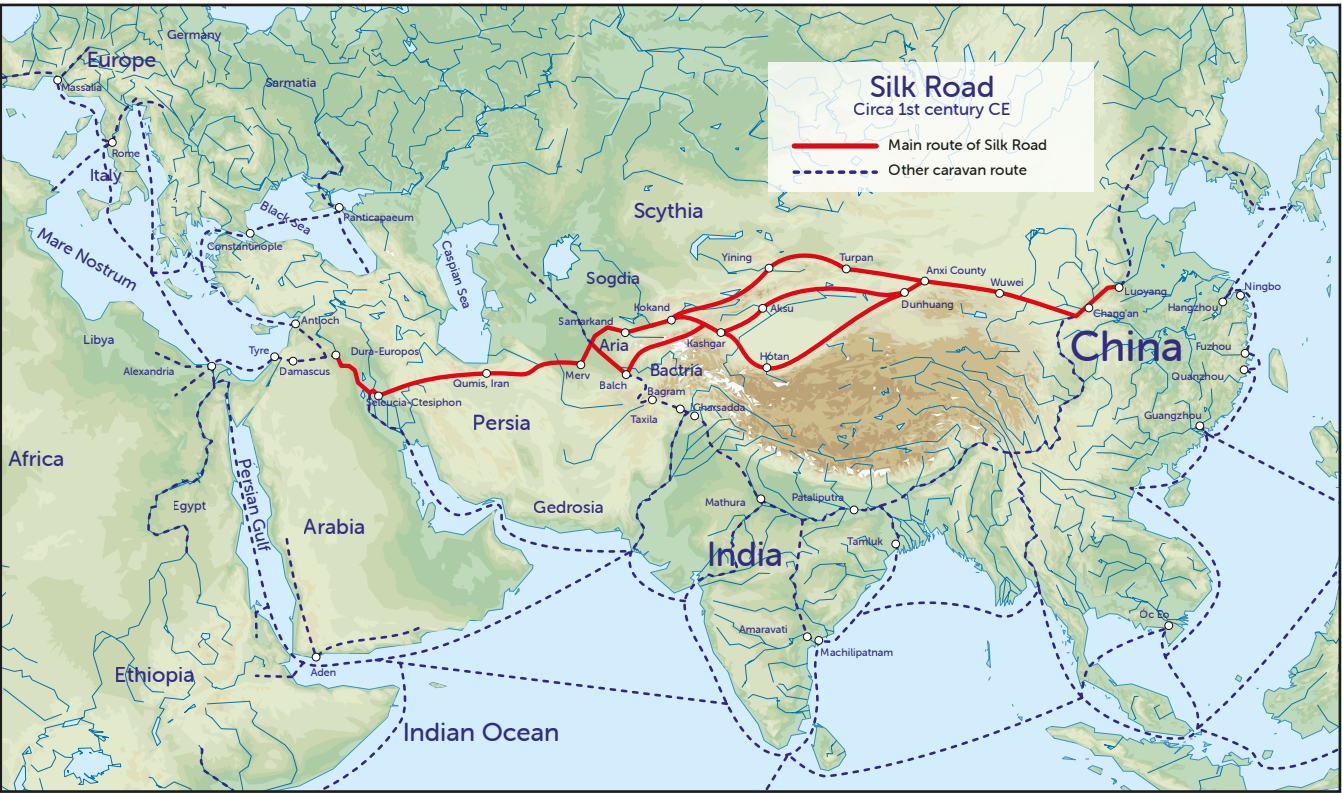 Silk Road
Circa 1st century CE
Main route of Silk Road
Other caravan route
Germany
Europe
Massalia
Sarmatia
Rome
Italy
Scythia
Black Sea
Panticapaeum
Constantinople
Mare Nostrum
Caspian Sea
Yining
Turpan
Anxi County
Sogdia
Wuwei
Luoyang
Ningbo
Hangzhou
Kokand
Aksu
Dunhuang
Chang'an
Samarkand
Antioch
Libya
Kashgar
Aria
China
Fuzhou
Tyre
Dura-Europos
Hotan
Alexandria
Damascus
Merv
Bactria
Quanzhou
Qumis, Iran
Balch
Bagram
Seleucia-Ctesiphon
Charsadda
Taxila
Guangzhou
Persia
Africa
Persian Gulf
Egypt
Arabia
Gedrosia
Mathura
Pataliputra
India
Tamluk
Óc Eo
Amaravati
Machilipatnam
Ethiopia
Aden
Indian Ocean